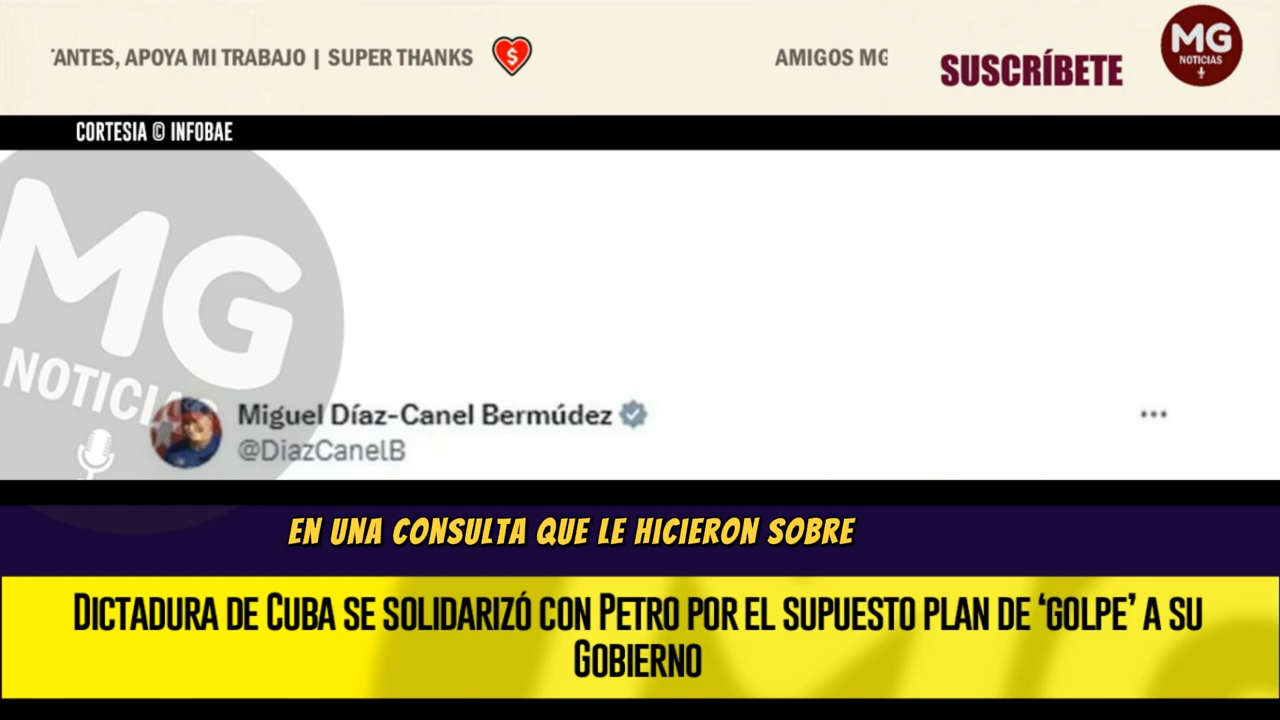 'ANTES, APOYA MI TRABAJO | SUPER THANKS
AMIGOS MG
SUSCRÍBETE
MG
NOTICIAS
CORTESIA © INFOBAE
MG
NOTICIAS
Miguel Díaz-Canel Bermúdez
@DiazCanelB
EN UNA CONSULTA QUE LE HICIERON SOBRE
DICTADURA DE CUBA SE SOLIDARIZÓ CON PETRO POR EL SUPUESTO PLAN DE ‘GOLPE’ A SU
GOBIERNO